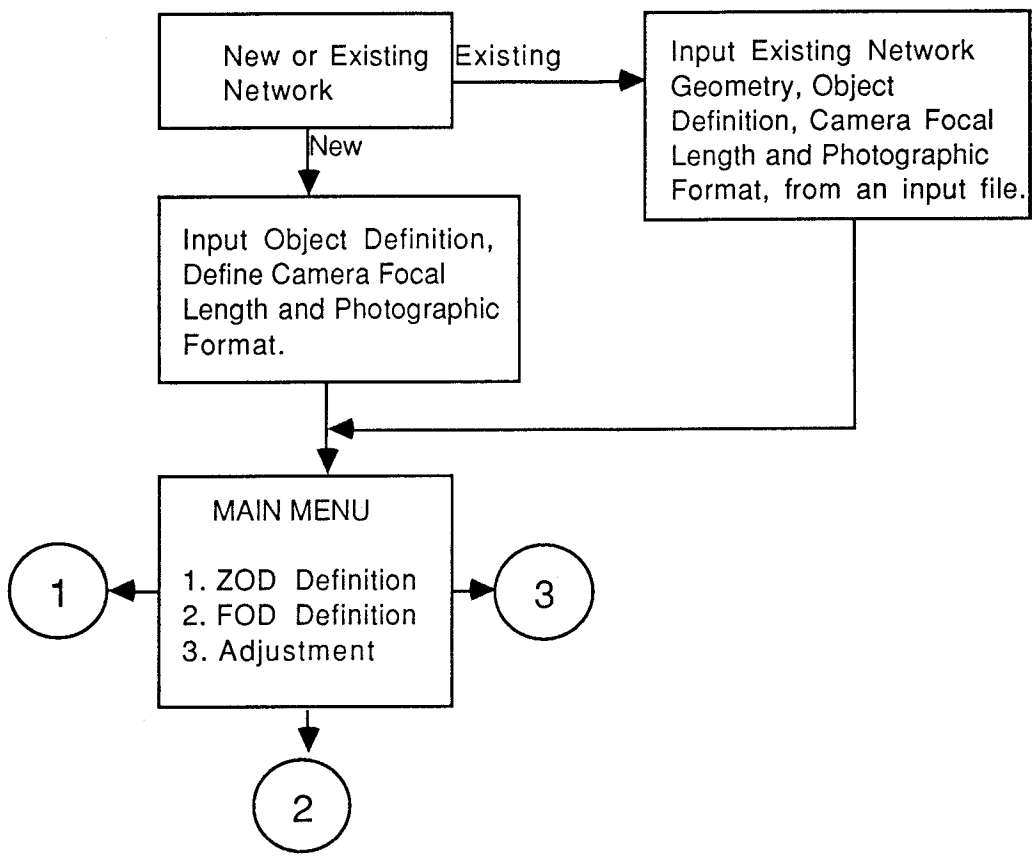 New or Existing
Network
Existing
Input Existing Network
Geometry, Object
Definition, Camera Focal
Length and Photographic
Format, from an input file.
New
Input Object Definition,
Define Camera Focal
Length and Photographic
Format.
MAIN MENU
1. ZOD Definition
2. FOD Definition
3. Adjustment
1
3
2